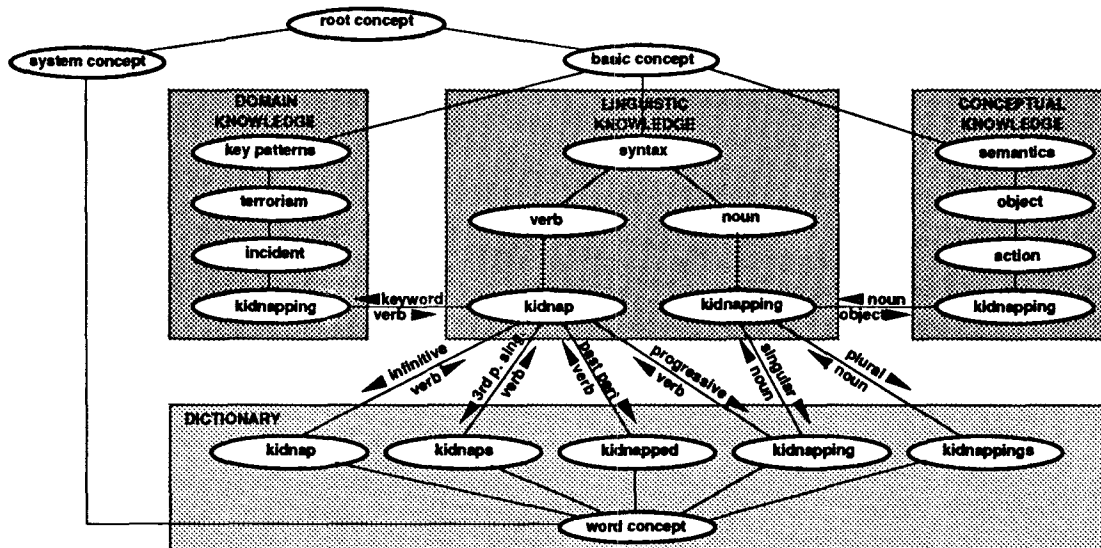 root concept
system concept
basic concept
DOMAIN
KNOWLEDGE
LINGUISTIC
KNOWLEDGE
CONCEPTUAL
KNOWLEDGE
key patterns
syntax
semantics
terrorism
verb
noun
object
incident
action
kidnapping
keyword
verb
kidnap
kidnapping
noun
object
kidnapping
infinitive
verb
3rd p. sing.
verb
past part
verb
progressive
verb
singular
noun
plural
noun
DICTIONARY
kidnap
kidnaps
kidnapped
kidnapping
kidnappings
word concept